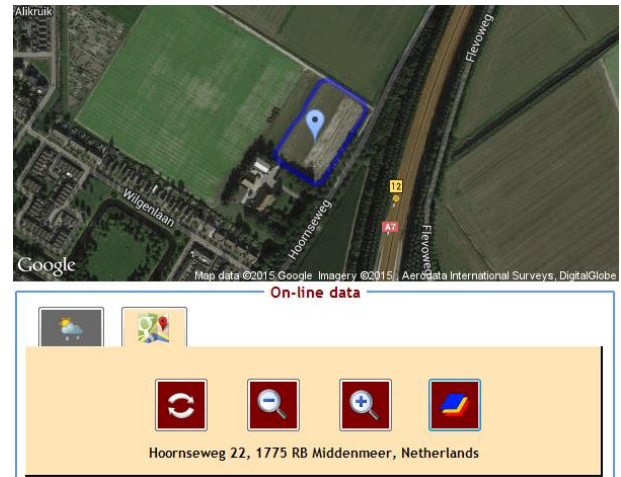 Alikruik
Flevoweg
12
Wilgenlaan
Hoornseweg
A7
Flevoweg
Google
Map data ©2015 Google Imagery ©2015 , Aerodata International Surveys, DigitalGlobe
On-line data
Hoornseweg 22, 1775 RB Middenmeer, Netherlands